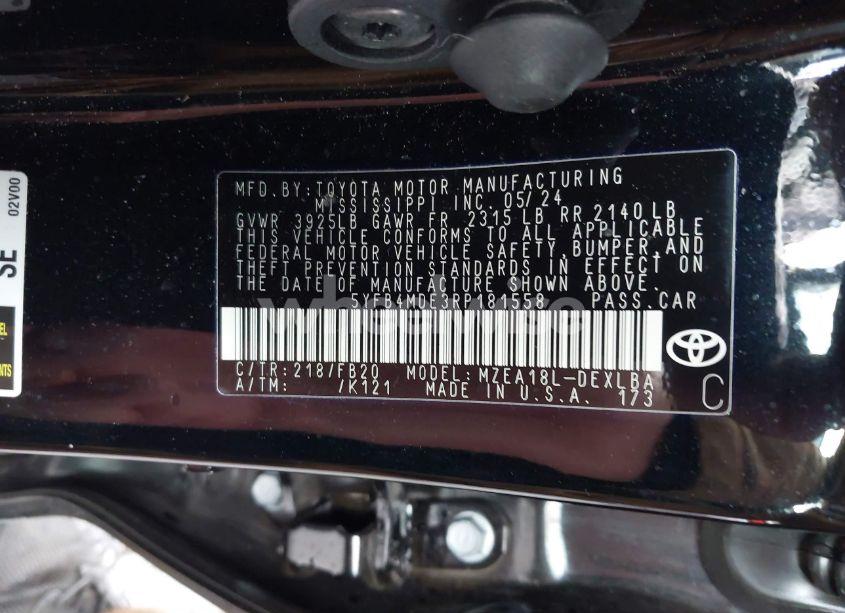 MFD. BY: TOYOTA MOTOR MANUFACTURING
MISSISSIPPI INC. 05/24
GVWR 3925LB GAWR FR 2315 LB RR 2140 LB
THIS VEHICLE CONFORMS TO ALL APPLICABLE
FEDERAL MOTOR VEHICLE SAFETY, BUMPER, AND
THEFT PREVENTION STANDARDS IN EFFECT ON
THE DATE OF MANUFACTURE SHOWN ABOVE.
5YFB4MDE3RP181558 PASS. CAR
C/TR: 218/FB20 MODEL: MZEA18L-DEXLBA
A/TM: /K121 MADE IN U.S.A. 173
C
02V00
SE